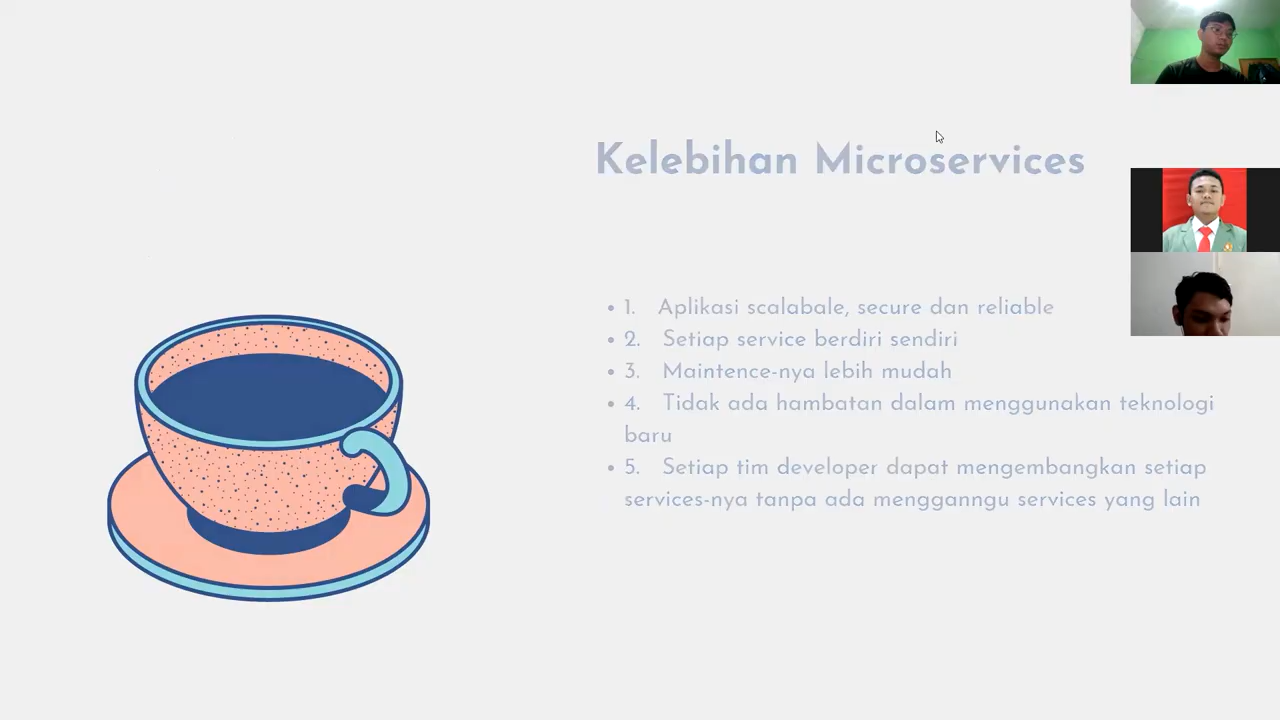 Kelebihan Microservices
• 1. Aplikasi scalabale, secure dan reliable
• 2. Setiap service berdiri sendiri
• 3. Maintence-nya lebih mudah
• 4. Tidak ada hambatan dalam menggunakan teknologi
baru
• 5. Setiap tim developer dapat mengembangkan setiap
services-nya tanpa ada mengganngu services yang lain